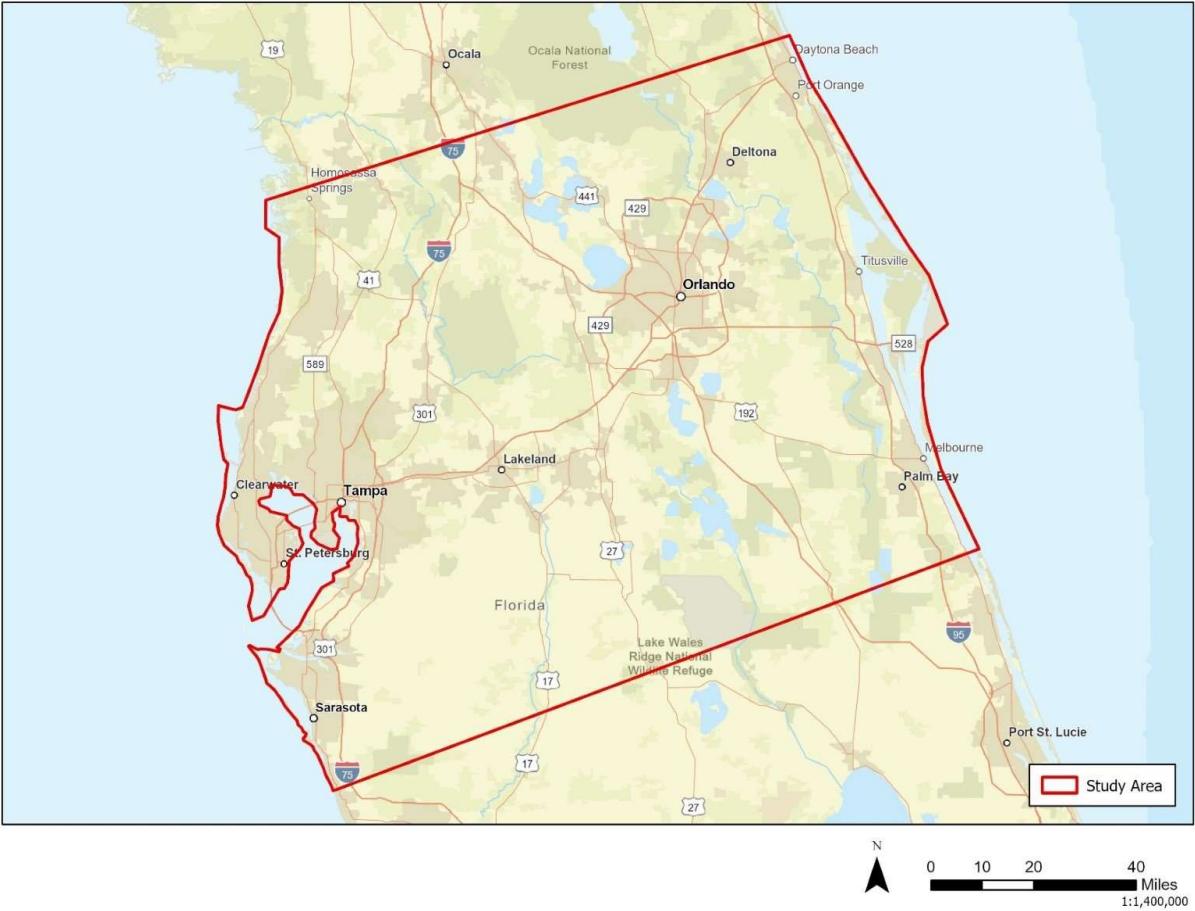 Daytona Beach
19
Ocala
Ocala National
Forest
Port Orange
75
Deltona
Homosassa
Springs
441
429
75
Titusville
41
Orlando
429
528
589
301
192
Melbourne
Lakeland
Palm Bay
Clearwater
Tampa
St. Petersburg
27
Florida
95
301
Lake Wales
Ridge National
Wildlife Refuge
17
Sarasota
Port St. Lucie
17
75
Study Area
27
N
0 10 20 40
Miles
1:1,400,000